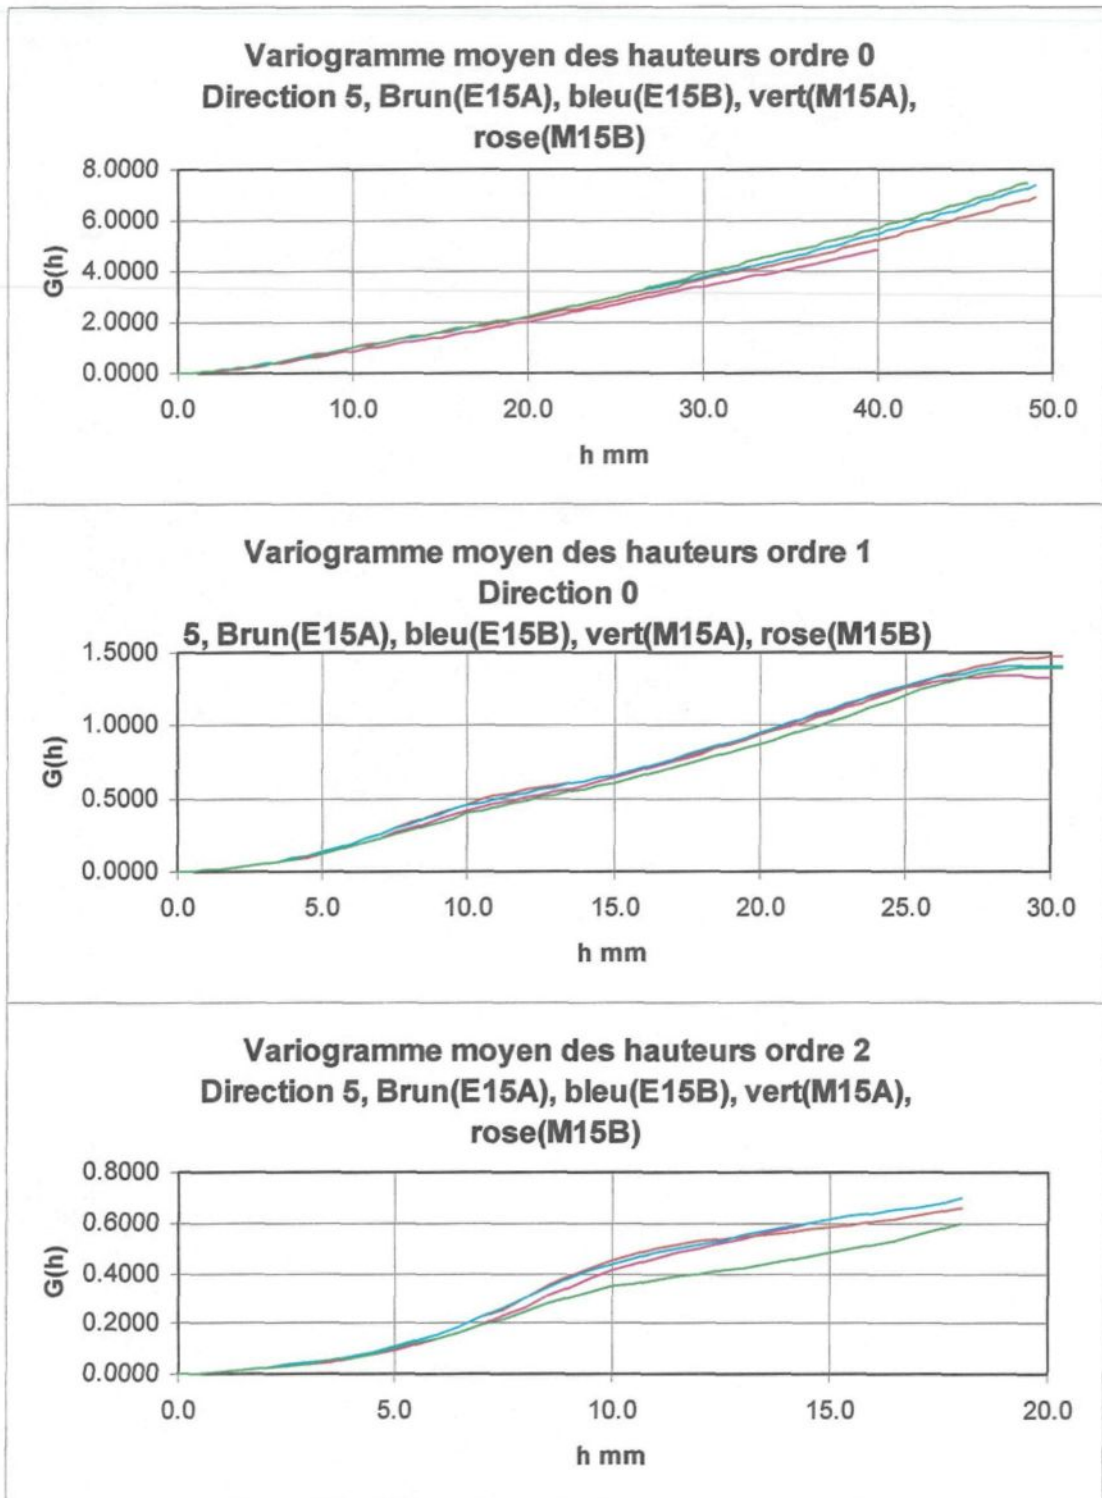 Variogramme moyen des hauteurs ordre 0
Direction 5, Brun(E15A), bleu(E15B), vert(M15A),
rose(M15B)
8.0000
6.0000
4.0000
2.0000
0.0000
G(h)
0.0 10.0 20.0 30.0 40.0 50.0
h mm
Variogramme moyen des hauteurs ordre 1
Direction 0
5, Brun(E15A), bleu(E15B), vert(M15A), rose(M15B)
1.5000
1.0000
0.5000
0.0000
G(h)
0.0 5.0 10.0 15.0 20.0 25.0 30.0
h mm
Variogramme moyen des hauteurs ordre 2
Direction 5, Brun(E15A), bleu(E15B), vert(M15A),
rose(M15B)
0.8000
0.6000
0.4000
0.2000
0.0000
G(h)
0.0 5.0 10.0 15.0 20.0
h mm